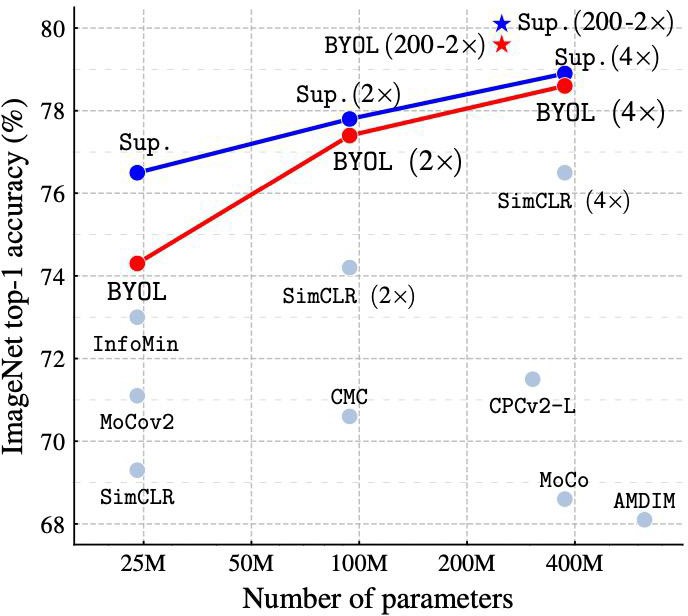 ImageNet top-1 accuracy (%)
80
78
76
74
72
70
68
Sup.(200-2×)
BYOL (200-2×)
Sup.(4×)
Sup.(2×)
BYOL (4×)
Sup.
BYOL (2×)
SimCLR (4×)
BYOL
SimCLR (2×)
InfoMin
CMC
CPCv2-L
MoCov2
MoCo
SimCLR
AMDIM
25M
50M
100M
200M
400M
Number of parameters